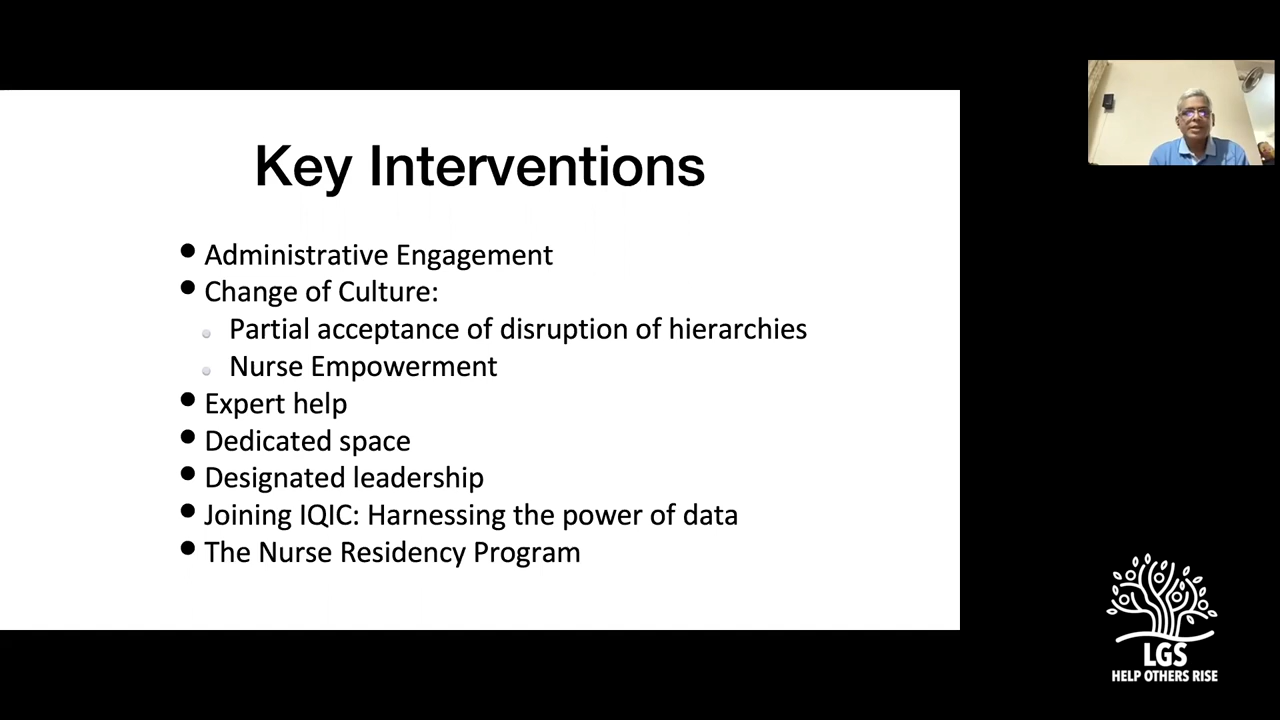 Key Interventions
● Administrative Engagement
● Change of Culture:
● Partial acceptance of disruption of hierarchies
● Nurse Empowerment
● Expert help
● Dedicated space
● Designated leadership
● Joining IQIC: Harnessing the power of data
● The Nurse Residency Program
LGS
HELP OTHERS RISE